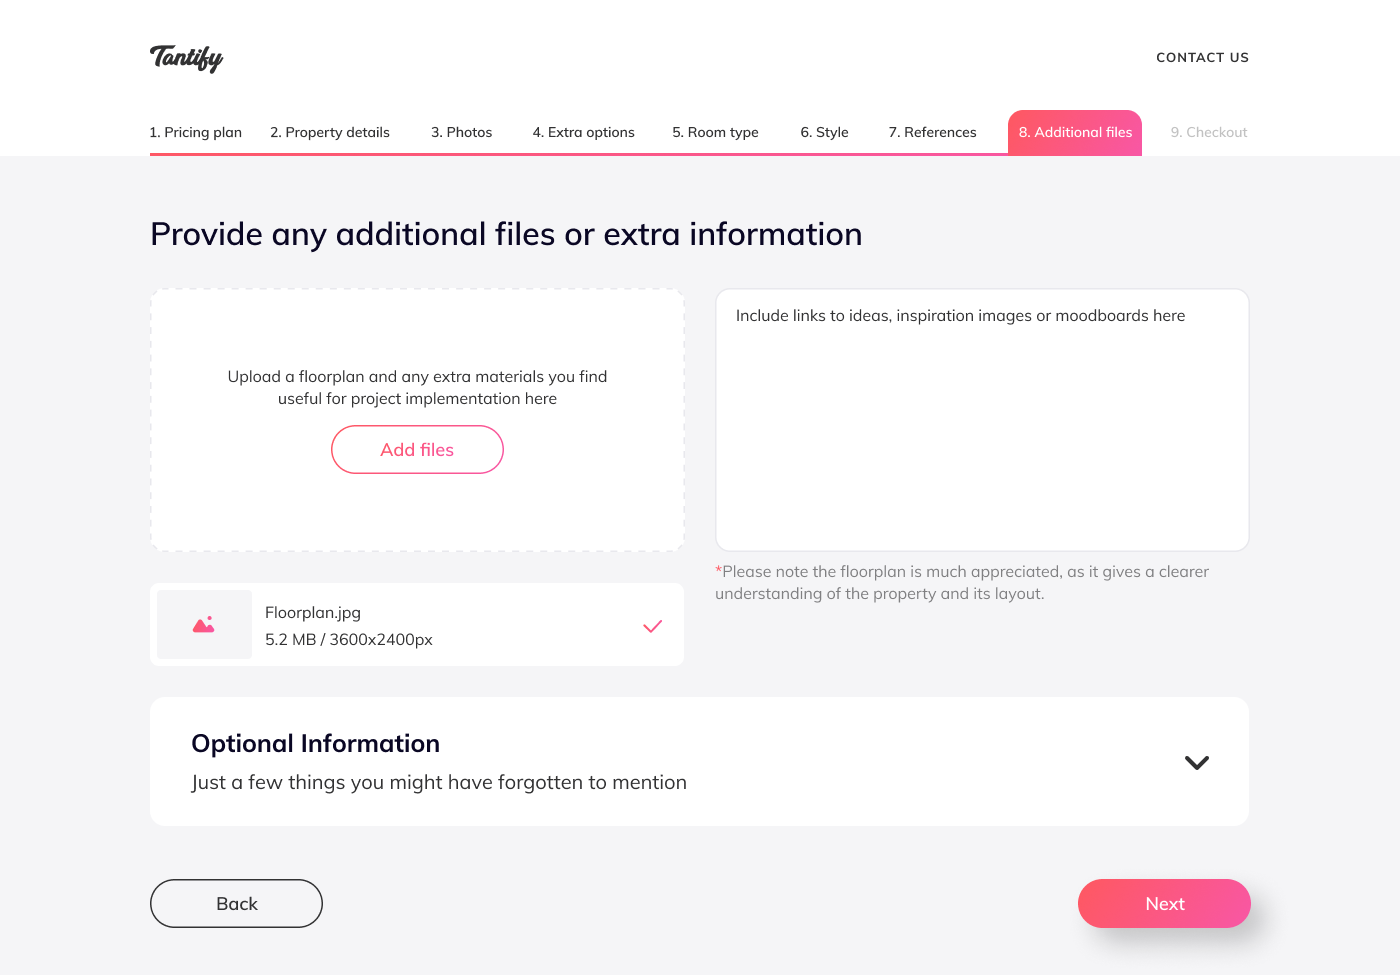 Tantify
CONTACT US
1. Pricing plan
2. Property details
3. Photos
4. Extra options
5. Room type
6. Style
7. References
8. Additional files
9. Checkout
Provide any additional files or extra information
Upload a floorplan and any extra materials you find
useful for project implementation here
Add files
Include links to ideas, inspiration images or moodboards here
*Please note the floorplan is much appreciated, as it gives a clearer
understanding of the property and its layout.
Floorplan.jpg
5.2 MB / 3600x2400px
Optional Information
Just a few things you might have forgotten to mention
Back
Next